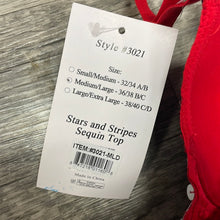 Style #3021
Size:
Small/Medium - 32/34 A/B
Medium/Large - 36/38 B/C
Large/Extra Large - 38/40 C/D
Stars and Stripes
Sequin Top
ITEM:#3021-MLD
Made in China